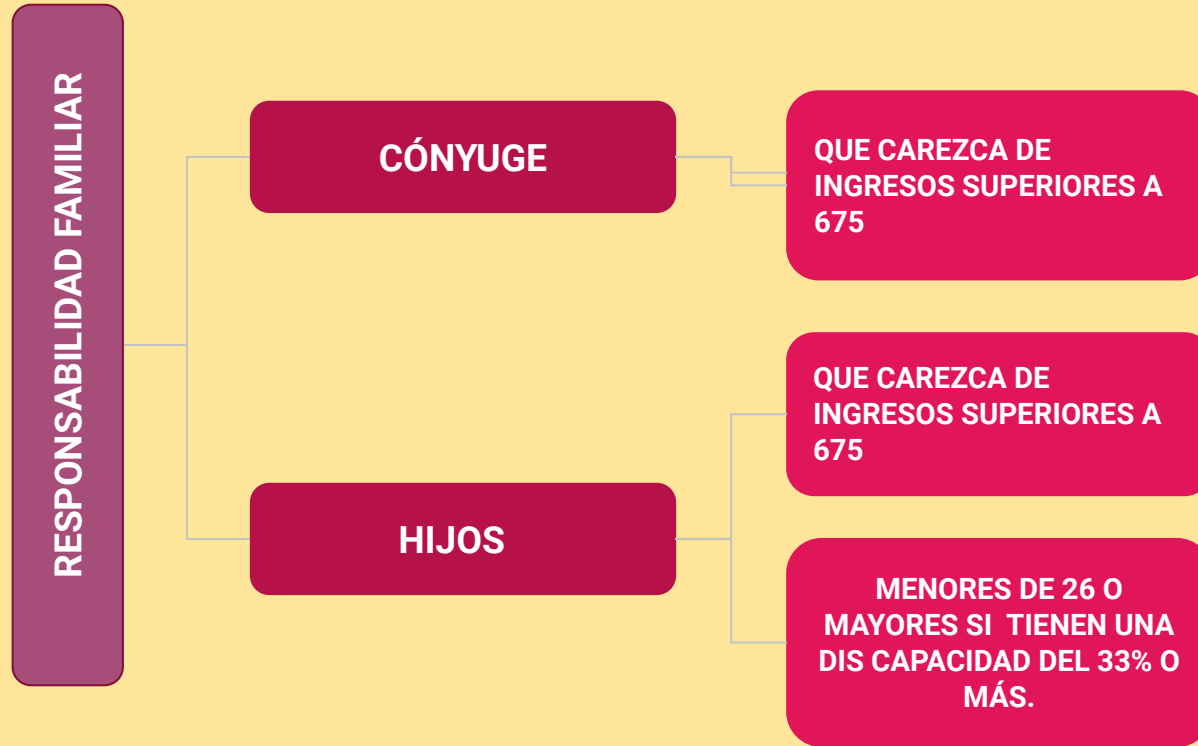 RESPONSABILIDAD FAMILIAR
CÓNYUGE
QUE CAREZCA DE
INGRESOS SUPERIORES A
675
HIJOS
QUE CAREZCA DE
INGRESOS SUPERIORES A
675
MENORES DE 26 O
MAYORES SI TIENEN UNA
DIS CAPACIDAD DEL 33% O
MÁS.